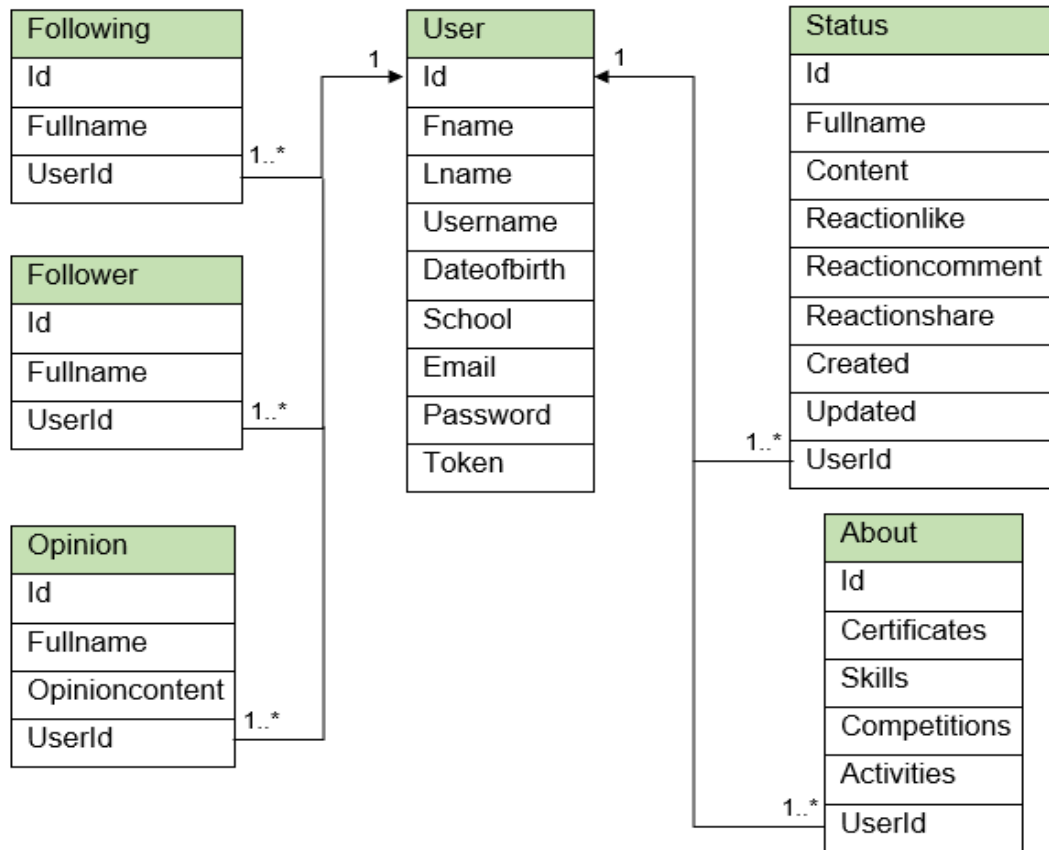 Following
Id
Fullname
UserId
1..*
Follower
Id
Fullname
UserId
1..*
Opinion
Id
Fullname
Opinioncontent
UserId
1..*
1
User
Id
Fname
Lname
Username
Dateofbirth
School
Email
Password
Token
1
Status
Id
Fullname
Content
Reactionlike
Reactioncomment
Reactionshare
Created
Updated
UserId
1..*
About
Id
Certificates
Skills
Competitions
Activities
UserId
1..*